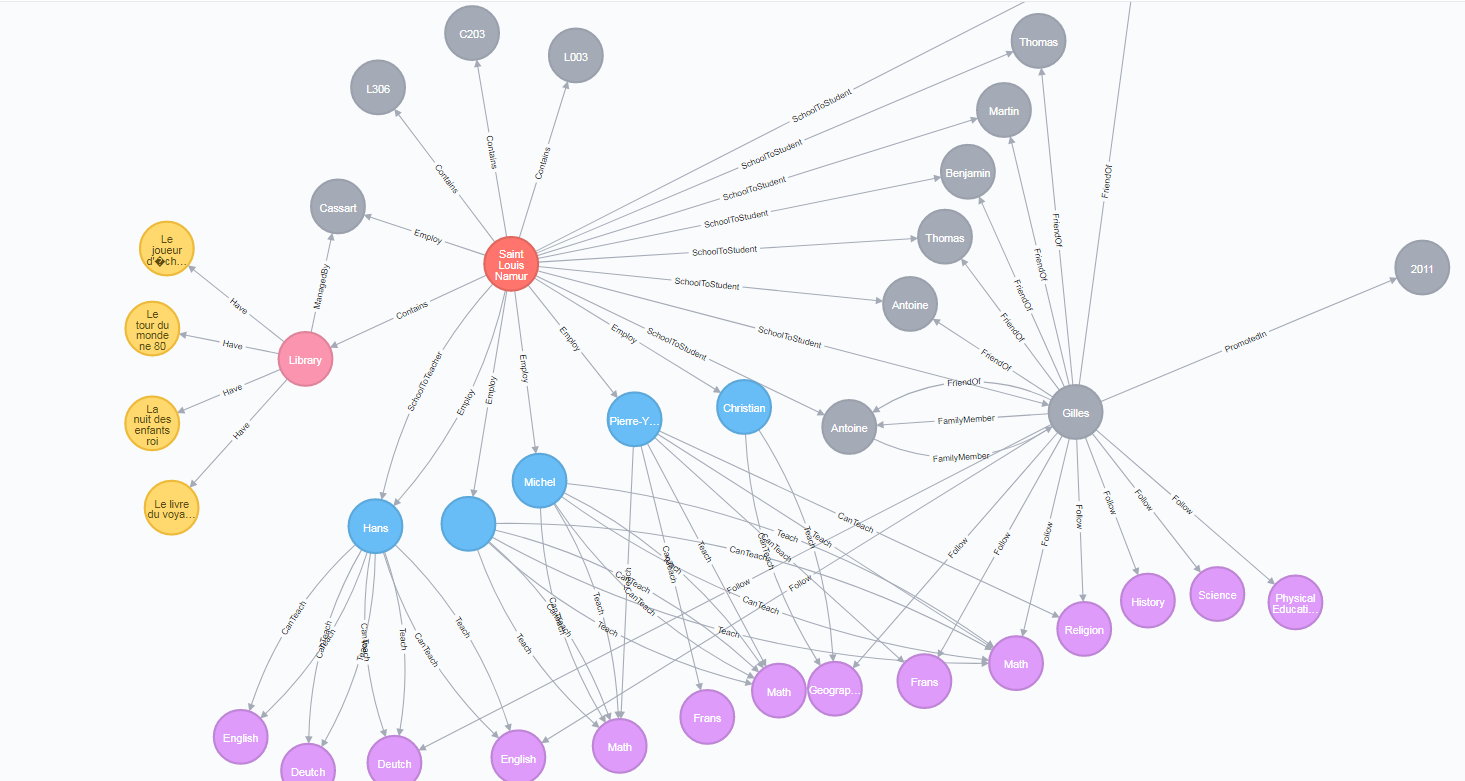 C203
L003
L306
Thomas
Martin
Benjamin
Cassart
Thomas
Antoine
2011
Saint
Louis
Namur
Le
joueur
d'�ch...
Le
tour du
monde
ne 80
La
nuit des
enfants
roi
Le livre
du voya...
Library
Pierre-Y...
Christian
Antoine
Gilles
Michel
Hans
English
Deutch
Deutch
English
Math
Frans
Math
Geograp...
Frans
Math
Religion
History
Science
Physical
Educati...
Contains
Contains
Contains
Contains
Employ
ManagedBy
Have
Have
Have
Have
SchoolToTeacher
Employ
Employ
Employ
Employ
Employ
SchoolToStudent
SchoolToStudent
SchoolToStudent
SchoolToStudent
SchoolToStudent
SchoolToStudent
SchoolToStudent
SchoolToStudent
FriendOf
FriendOf
FriendOf
FriendOf
FriendOf
FriendOf
FriendOf
FamilyMember
FamilyMember
PromotedIn
Follow
Follow
Follow
Follow
Follow
Follow
Follow
Follow
Follow
CanTeach
Teach
CanTeach
Teach
CanTeach
Teach
CanTeach
Teach
CanTeach
Teach
CanTeach
Teach
CanTeach
Teach
CanTeach
Teach